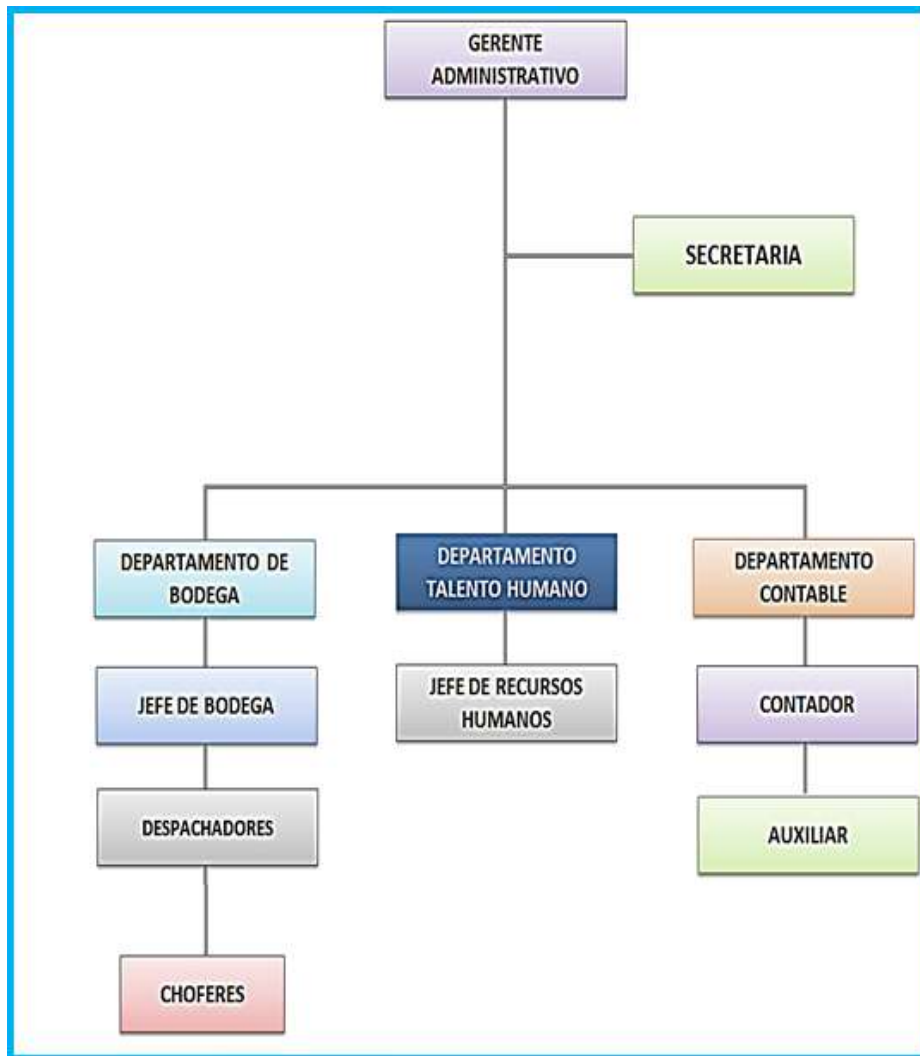 GERENTE
ADMINISTRATIVO
SECRETARIA
DEPARTAMENTO DE
BODEGA
DEPARTAMENTO
TALENTO HUMANO
DEPARTAMENTO
CONTABLE
JEFE DE BODEGA
JEFE DE RECURSOS
HUMANOS
CONTADOR
DESPACHADORES
AUXILIAR
CHOFERES